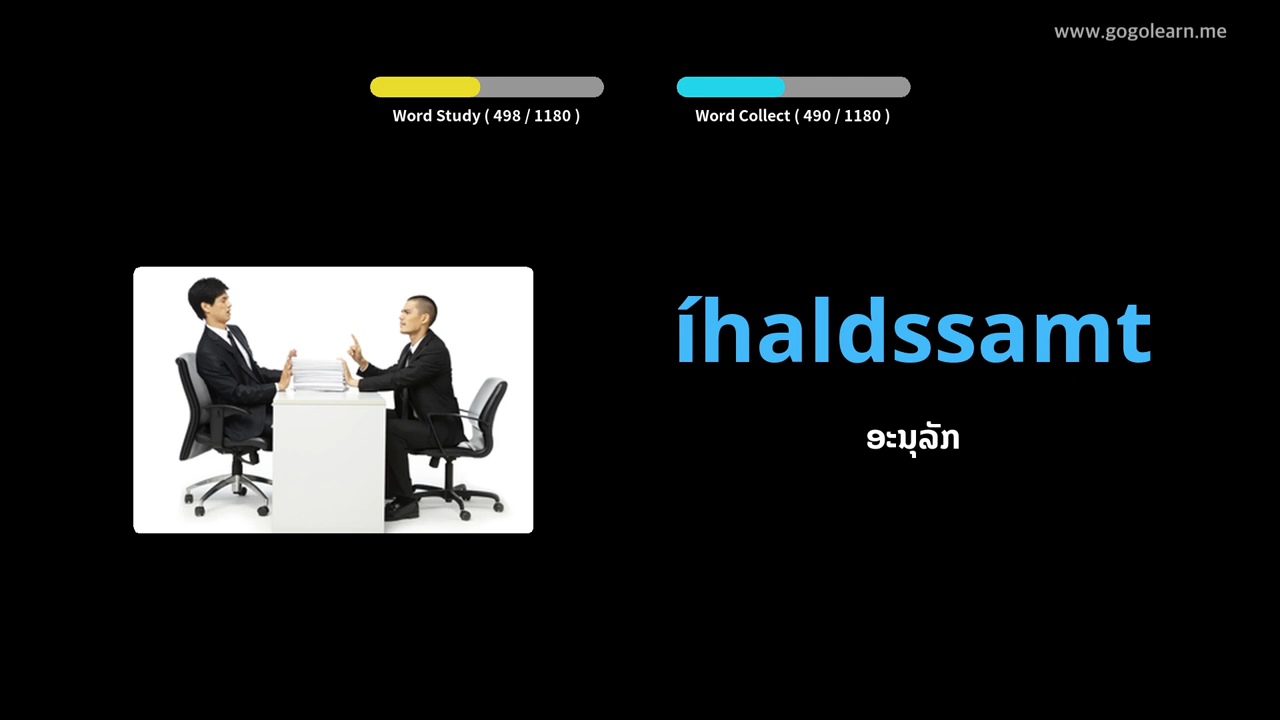 www.gogolearn.me
Word Study ( 498 / 1180 )
Word Collect ( 490 / 1180 )
íhaldssamt
ອະນຸລັກ